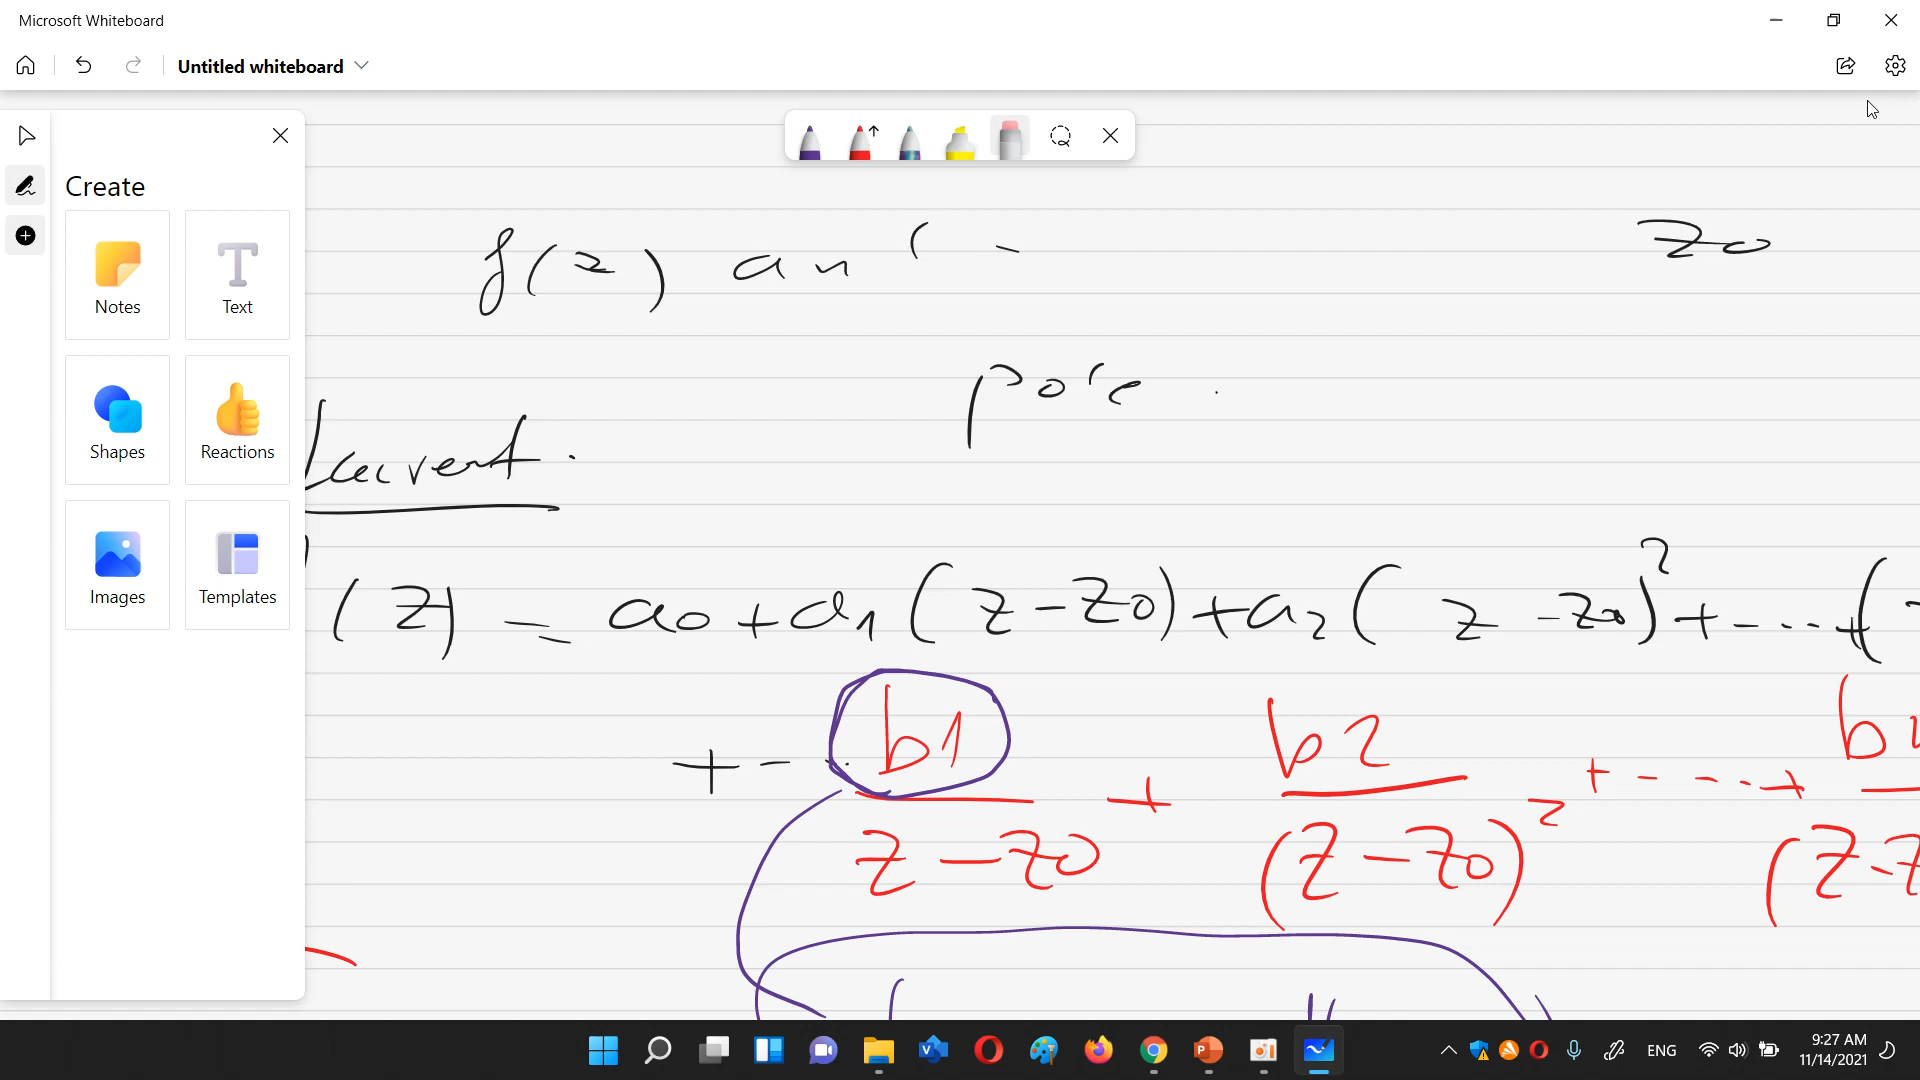 Microsoft Whiteboard
Untitled whiteboard
Create
Notes
Text
Shapes
Reactions
Images
Templates
f(z) an z0
pole .
Laurent .
(z) = a0 + a1 (z - z0) + a2 (z - z0)² + - ... + (
+ - . b1 / z - z0 + b2 / (z - z0)² + - - ... + b / (z - z
ENG
9:27 AM
11/14/2021